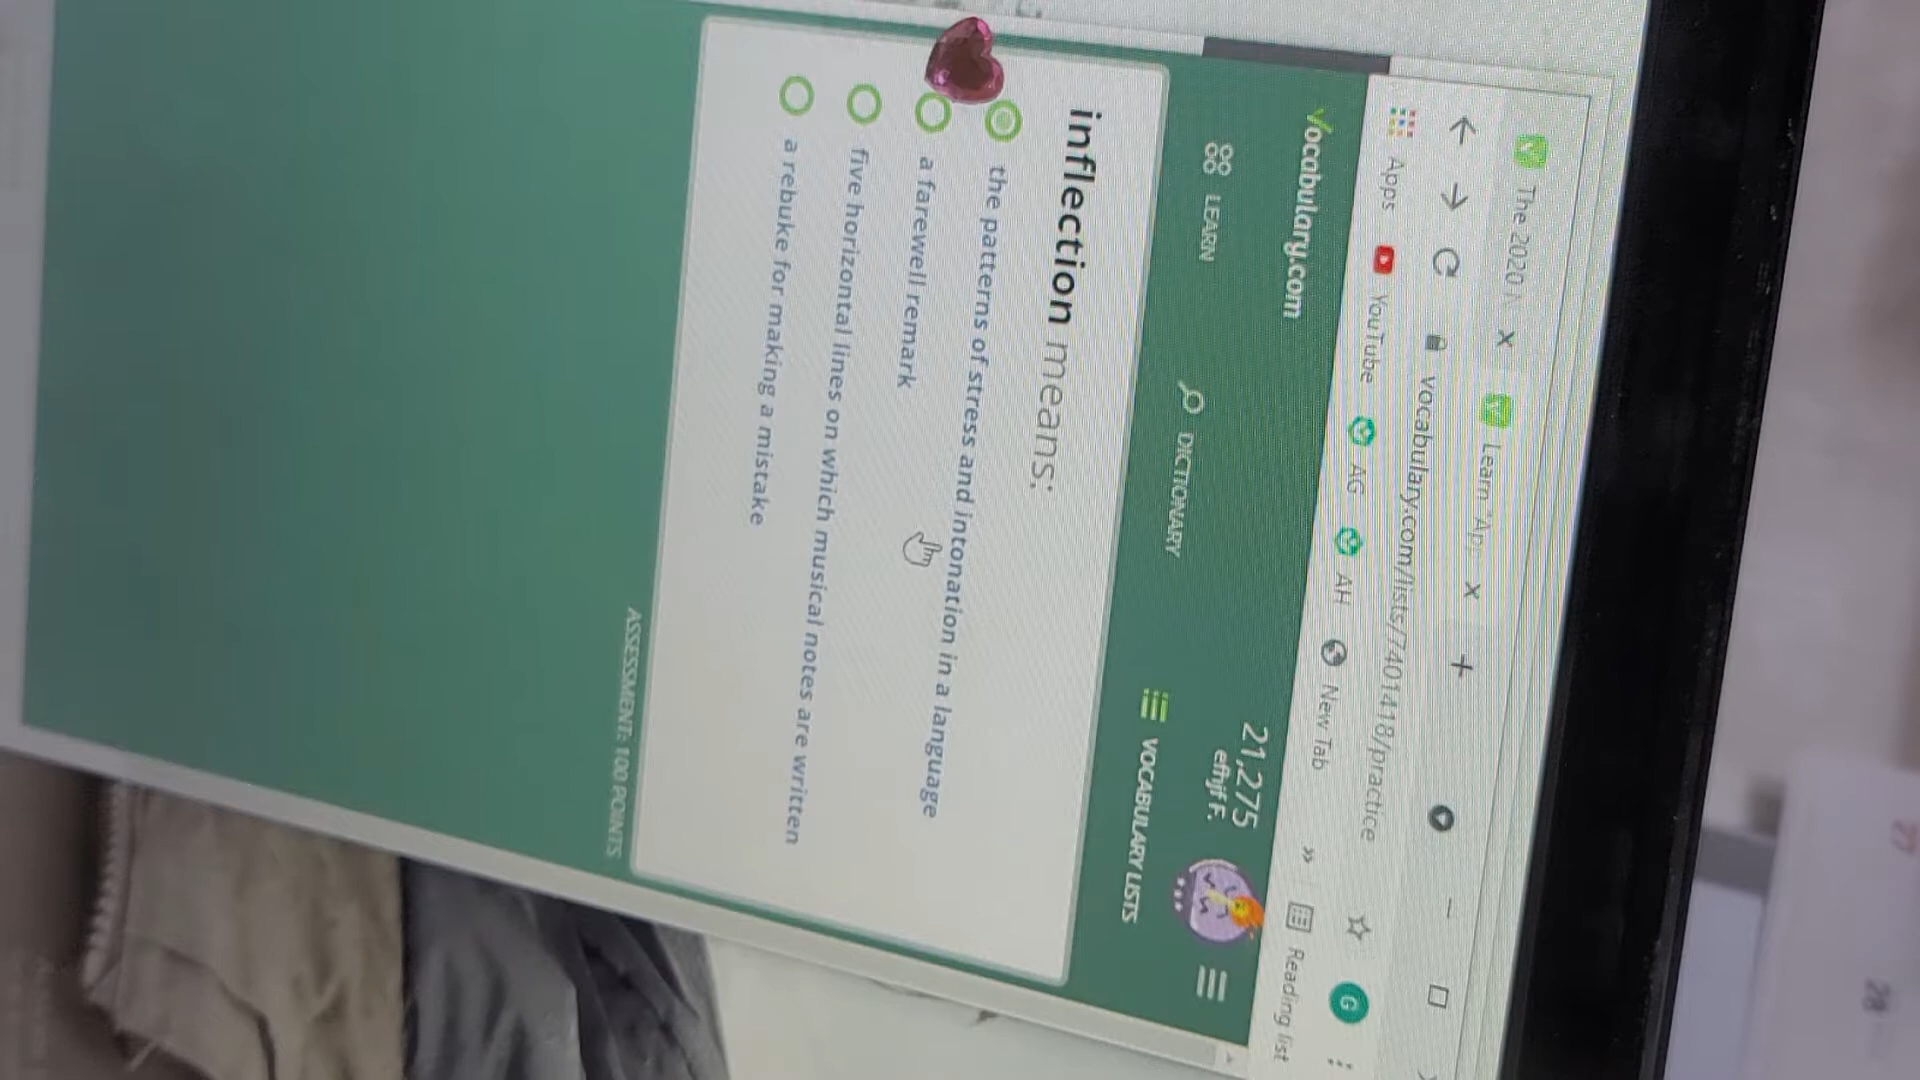 The 2020
Learn "App
vocabulary.com/lists/7401418/practice
Apps
YouTube
AG
AH
New Tab
»
Reading list
G
Vocabulary.com
21,275
effjjf F.
LEARN
DICTIONARY
VOCABULARY LISTS
inflection means:
the patterns of stress and intonation in a language
a farewell remark
five horizontal lines on which musical notes are written
a rebuke for making a mistake
ASSESSMENT: 100 POINTS
27
28